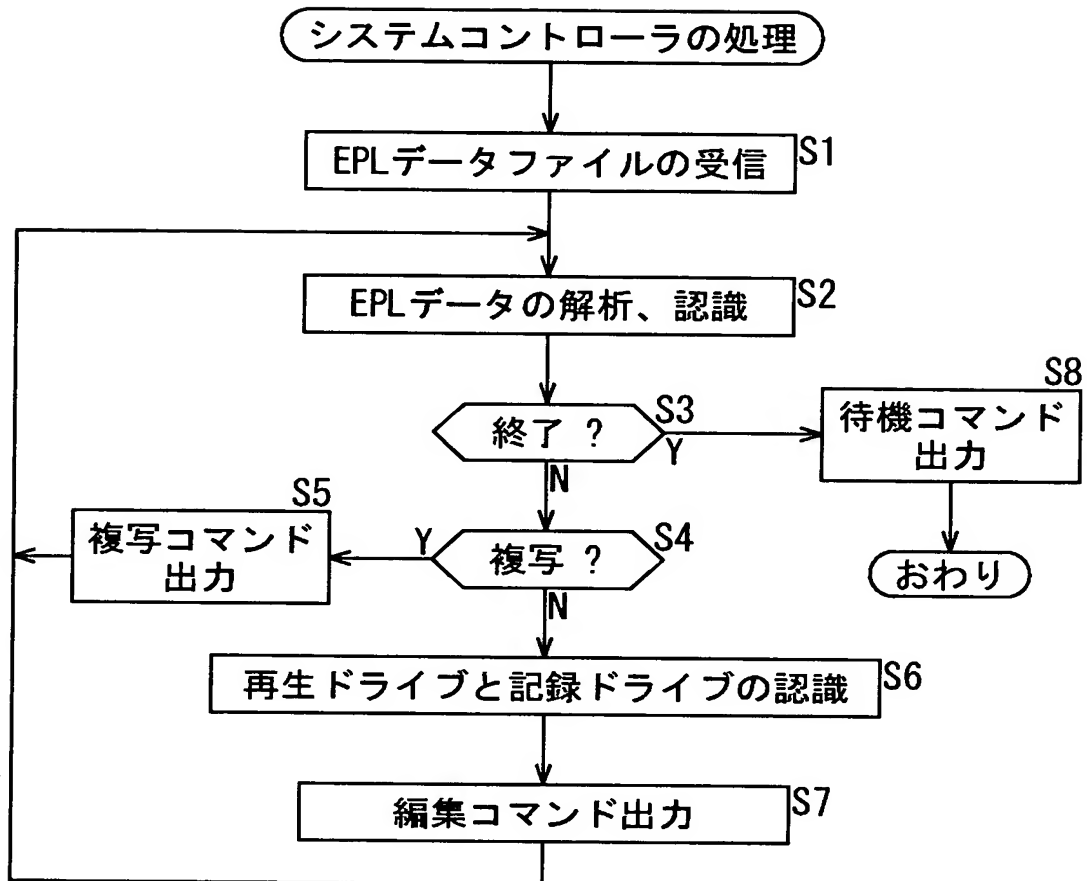 システムコントローラの処理
EPLデータファイルの受信
S1
EPLデータの解析、認識
S2
終了 ?
S3
Y
N
待機コマンド
出力
S8
おわり
複写 ?
S4
Y
N
複写コマンド
出力
S5
再生ドライブと記録ドライブの認識
S6
編集コマンド出力
S7